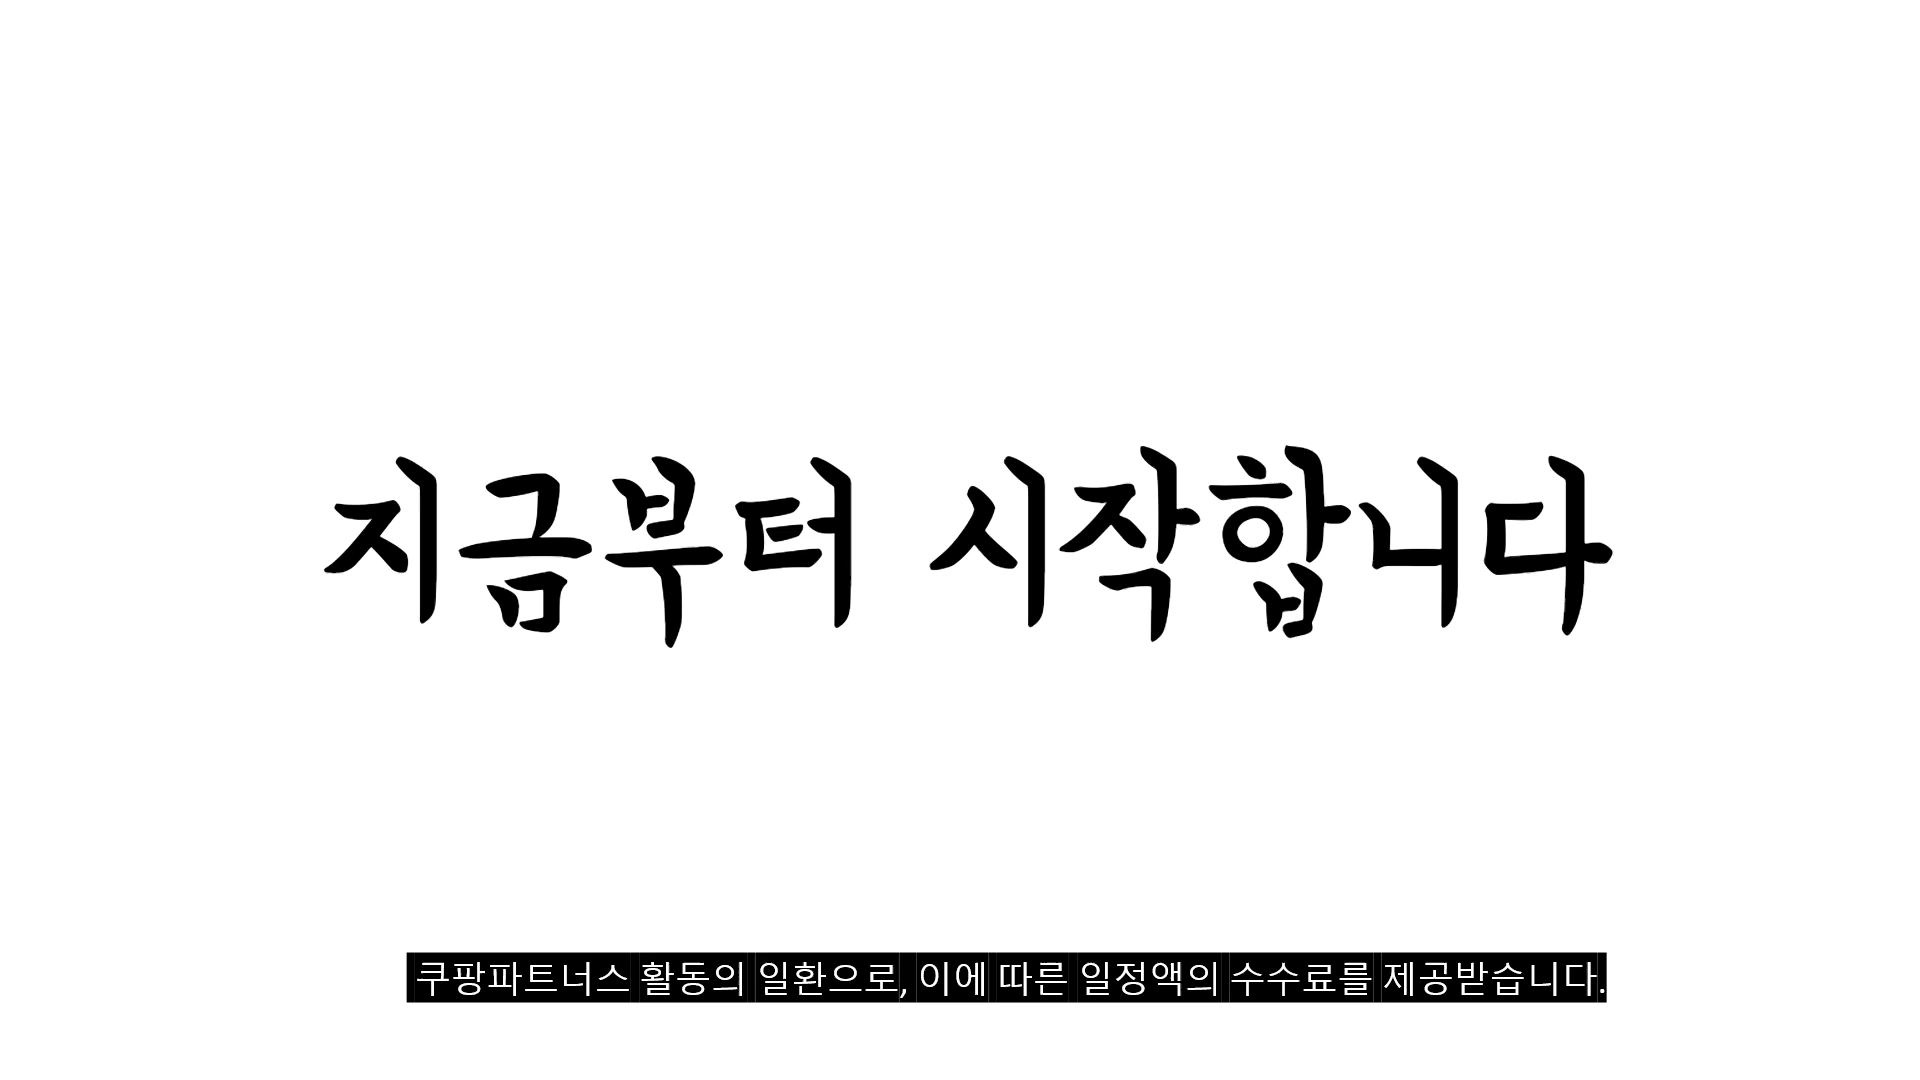 지금부터 시작합니다
쿠팡파트너스 활동의 일환으로, 이에 따른 일정액의 수수료를 제공받습니다.